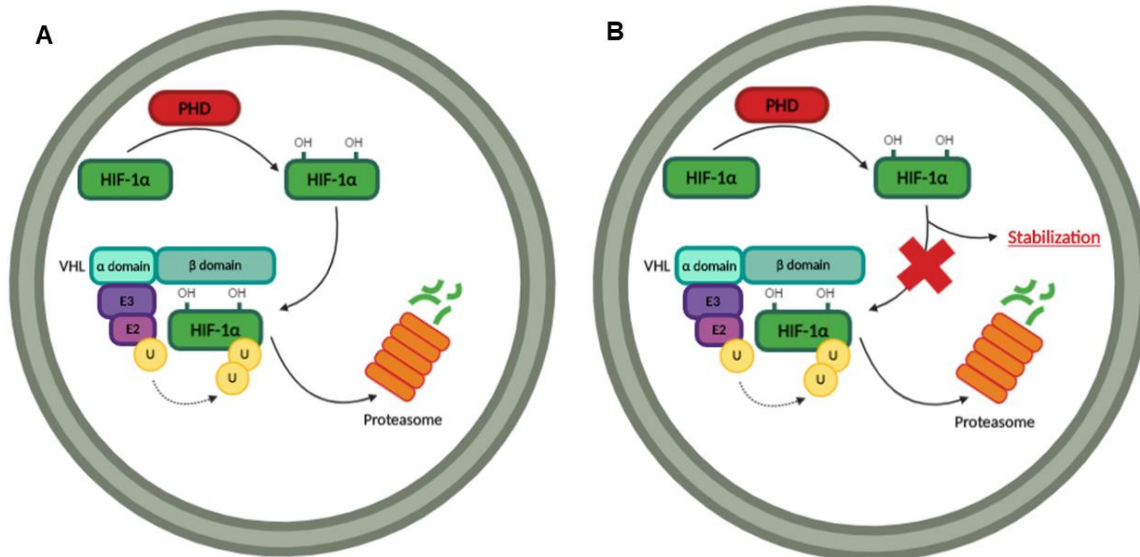 A
PHD
OH OH
HIF-1α
HIF-1α
VHL
α domain
β domain
OH OH
E3
E2
HIF-1α
U
U
U
Proteasome
B
PHD
OH OH
HIF-1α
HIF-1α
Stabilization
VHL
α domain
β domain
OH OH
E3
E2
HIF-1α
U
U
U
Proteasome